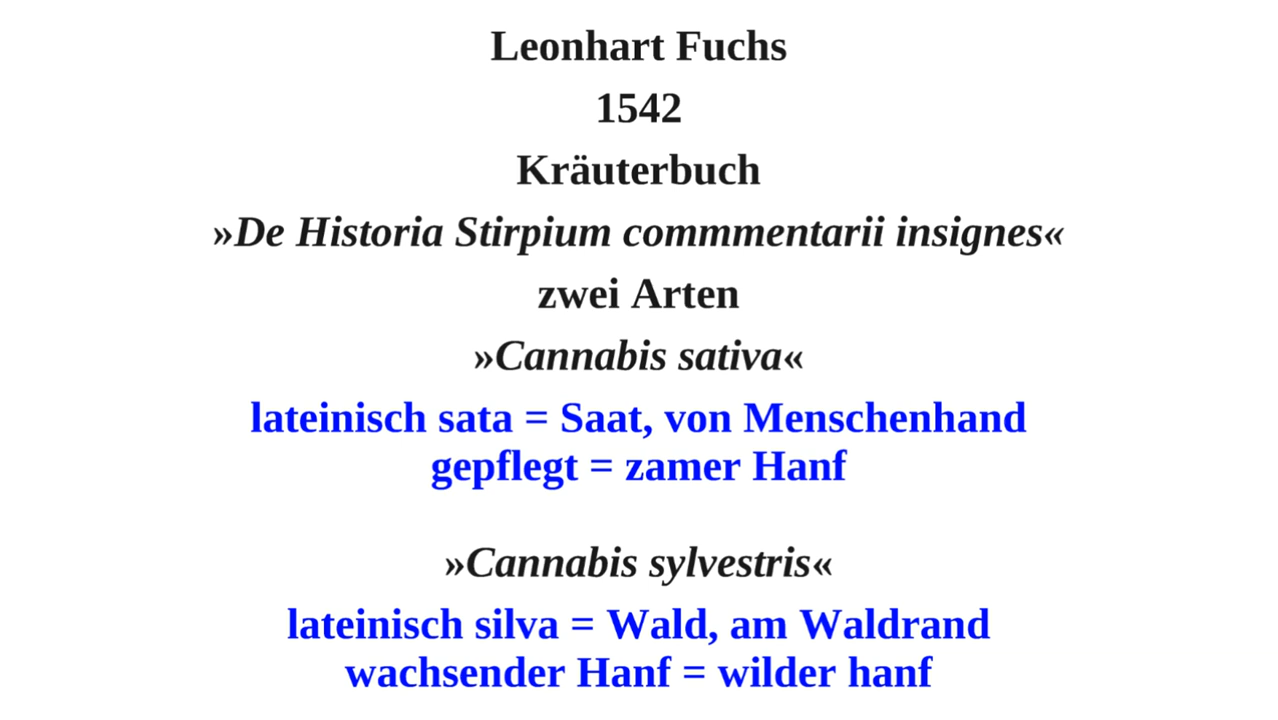 Leonhart Fuchs
1542
Kräuterbuch
»De Historia Stirpium commmentarii insignes«
zwei Arten
»Cannabis sativa«
lateinisch sata = Saat, von Menschenhand
gepflegt = zamer Hanf
»Cannabis sylvestris«
lateinisch silva = Wald, am Waldrand
wachsender Hanf = wilder hanf